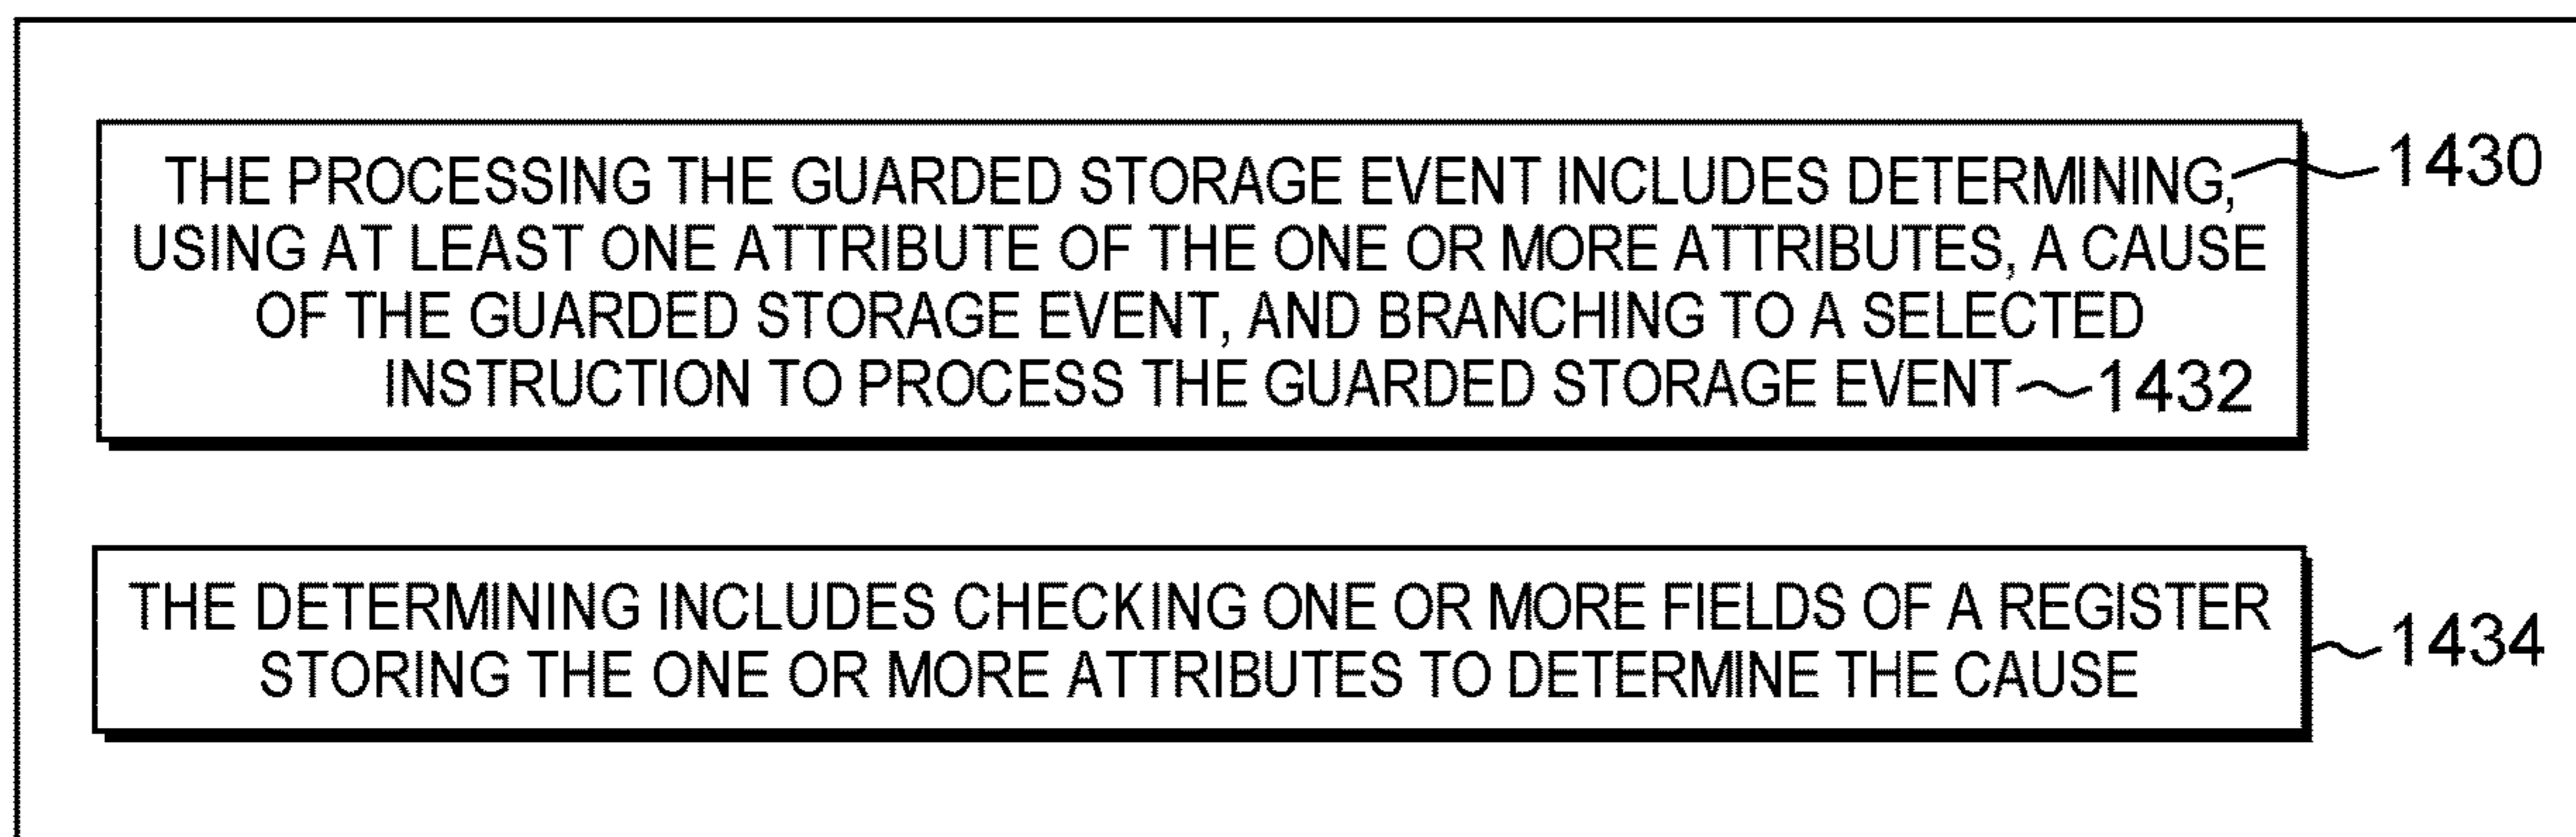 THE PROCESSING THE GUARDED STORAGE EVENT INCLUDES DETERMINING, 1430
USING AT LEAST ONE ATTRIBUTE OF THE ONE OR MORE ATTRIBUTES, A CAUSE
OF THE GUARDED STORAGE EVENT, AND BRANCHING TO A SELECTED
INSTRUCTION TO PROCESS THE GUARDED STORAGE EVENT 1432
THE DETERMINING INCLUDES CHECKING ONE OR MORE FIELDS OF A REGISTER
STORING THE ONE OR MORE ATTRIBUTES TO DETERMINE THE CAUSE
1434